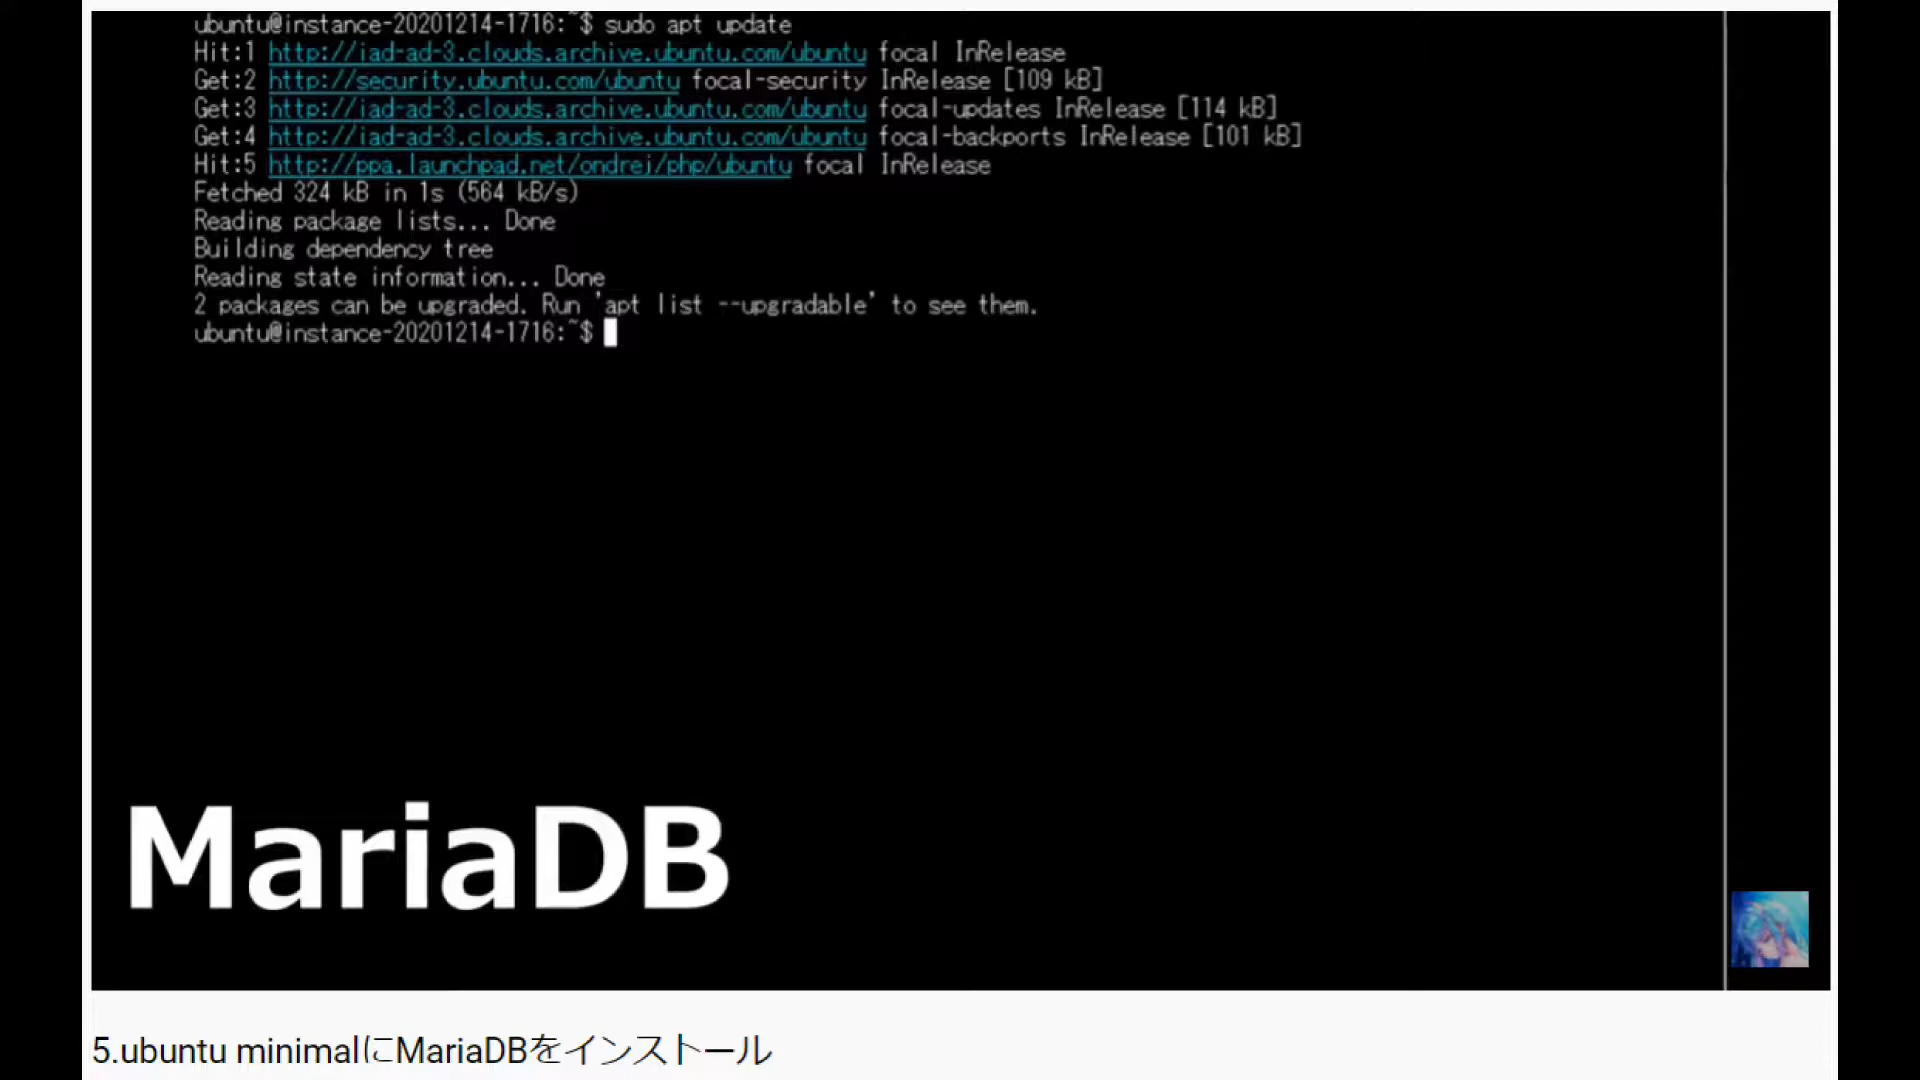 ubuntu@instance-20201214-1716:~$ sudo apt update
Hit:1 http://iad-ad-3.clouds.archive.ubuntu.com/ubuntu focal InRelease
Get:2 http://security.ubuntu.com/ubuntu focal-security InRelease [109 kB]
Get:3 http://iad-ad-3.clouds.archive.ubuntu.com/ubuntu focal-updates InRelease [114 kB]
Get:4 http://iad-ad-3.clouds.archive.ubuntu.com/ubuntu focal-backports InRelease [101 kB]
Hit:5 http://ppa.launchpad.net/ondrej/php/ubuntu focal InRelease
Fetched 324 kB in 1s (564 kB/s)
Reading package lists... Done
Building dependency tree
Reading state information... Done
2 packages can be upgraded. Run 'apt list --upgradable' to see them.
ubuntu@instance-20201214-1716:~$
MariaDB
5.ubuntu minimalにMariaDBをインストール